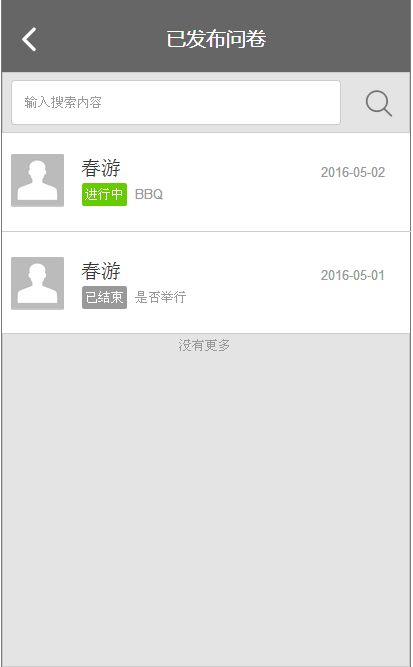 已发布问卷
输入搜索内容
春游 2016-05-02
进行中 BBQ
春游 2016-05-01
已结束 是否举行
没有更多